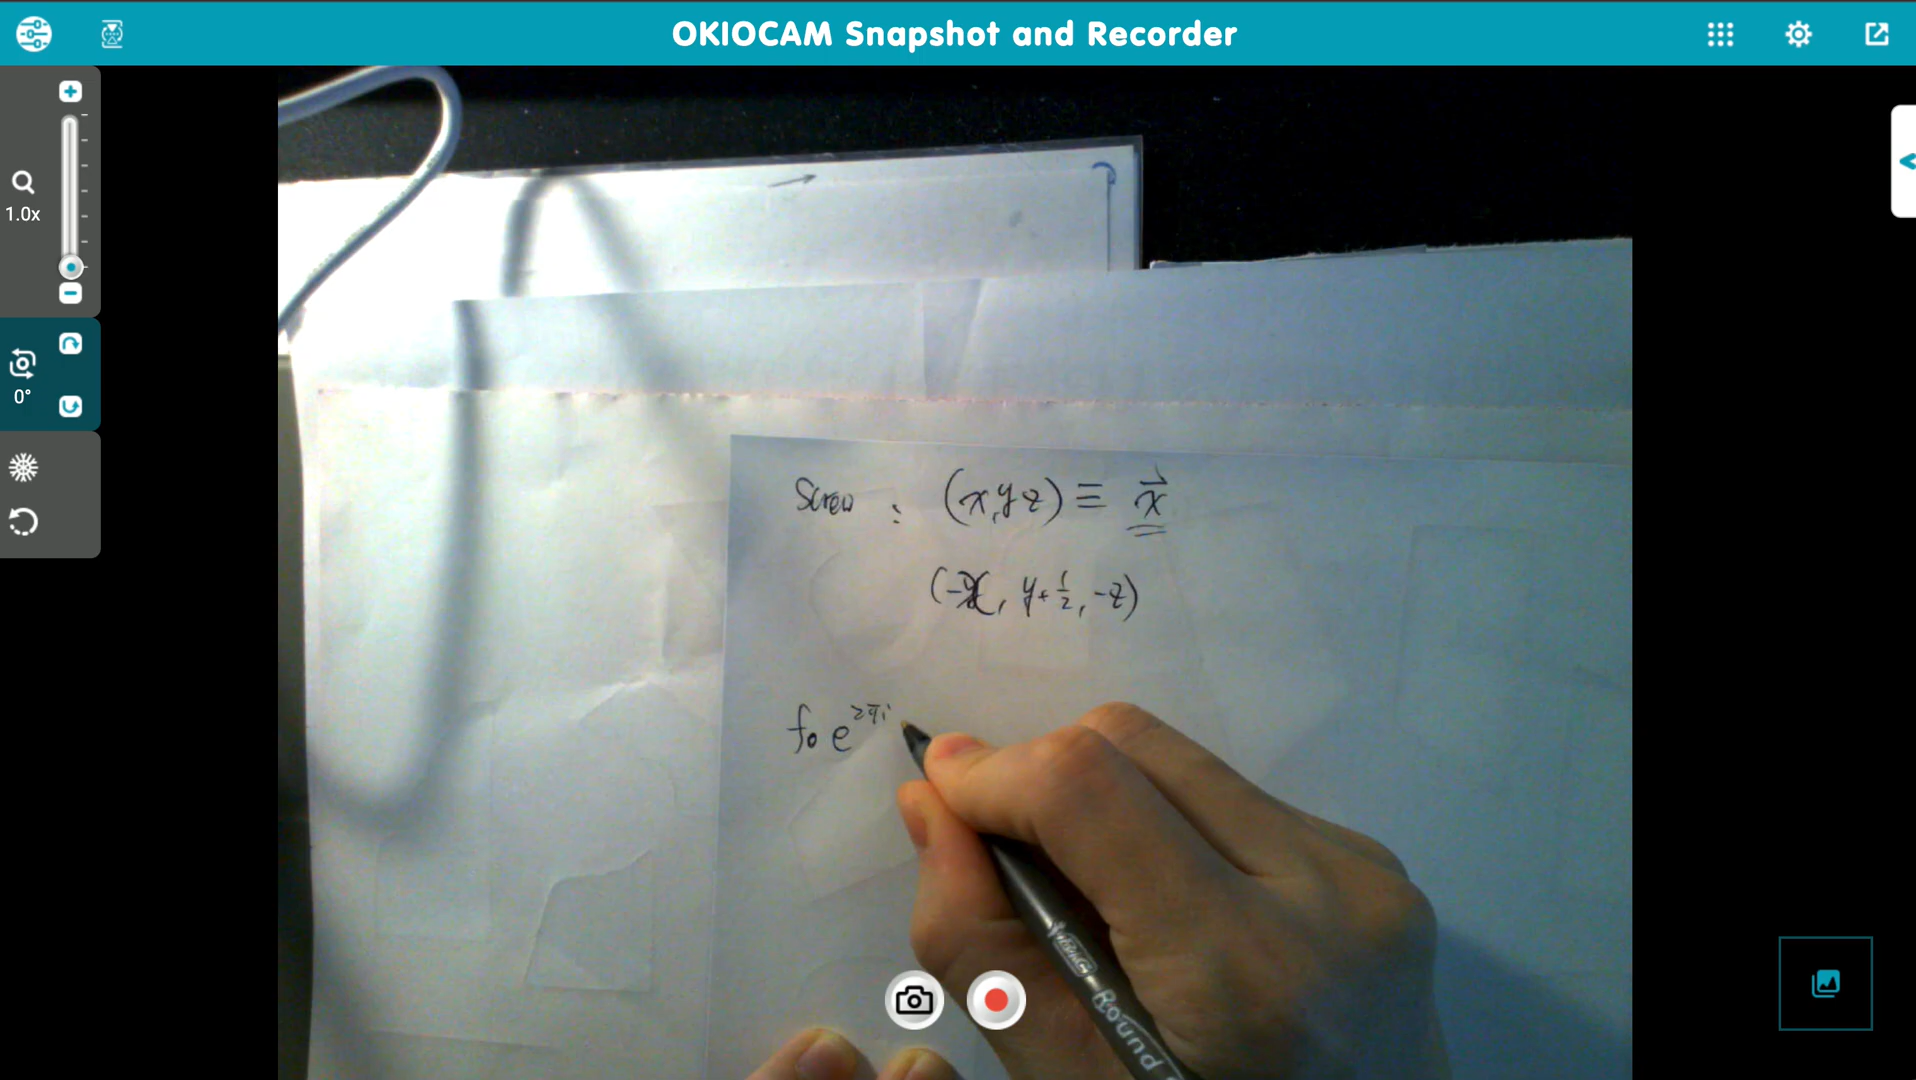 OKIOCAM Snapshot and Recorder
1.0x
0°
Screw : (x,y z) ≡ x⃗
(-x, y+½, -z)
f₀ e^{2πi}
Round